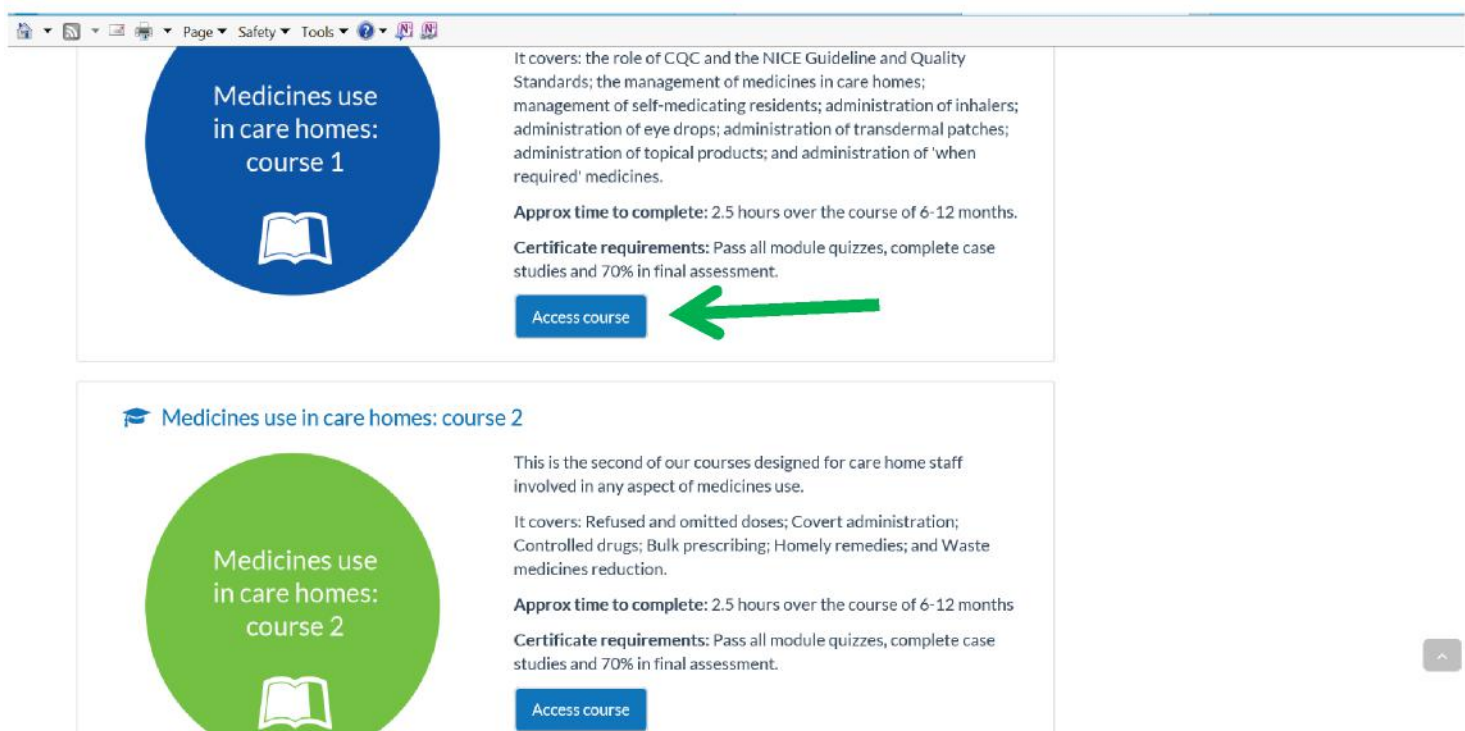 Page Safety Tools
Medicines use
in care homes:
course 1
It covers: the role of CQC and the NICE Guideline and Quality
Standards; the management of medicines in care homes;
management of self-medicating residents; administration of inhalers;
administration of eye drops; administration of transdermal patches;
administration of topical products; and administration of 'when
required' medicines.
Approx time to complete: 2.5 hours over the course of 6-12 months.
Certificate requirements: Pass all module quizzes, complete case
studies and 70% in final assessment.
Access course
Medicines use in care homes: course 2
Medicines use
in care homes:
course 2
This is the second of our courses designed for care home staff
involved in any aspect of medicines use.
It covers: Refused and omitted doses; Covert administration;
Controlled drugs; Bulk prescribing; Homely remedies; and Waste
medicines reduction.
Approx time to complete: 2.5 hours over the course of 6-12 months
Certificate requirements: Pass all module quizzes, complete case
studies and 70% in final assessment.
Access course